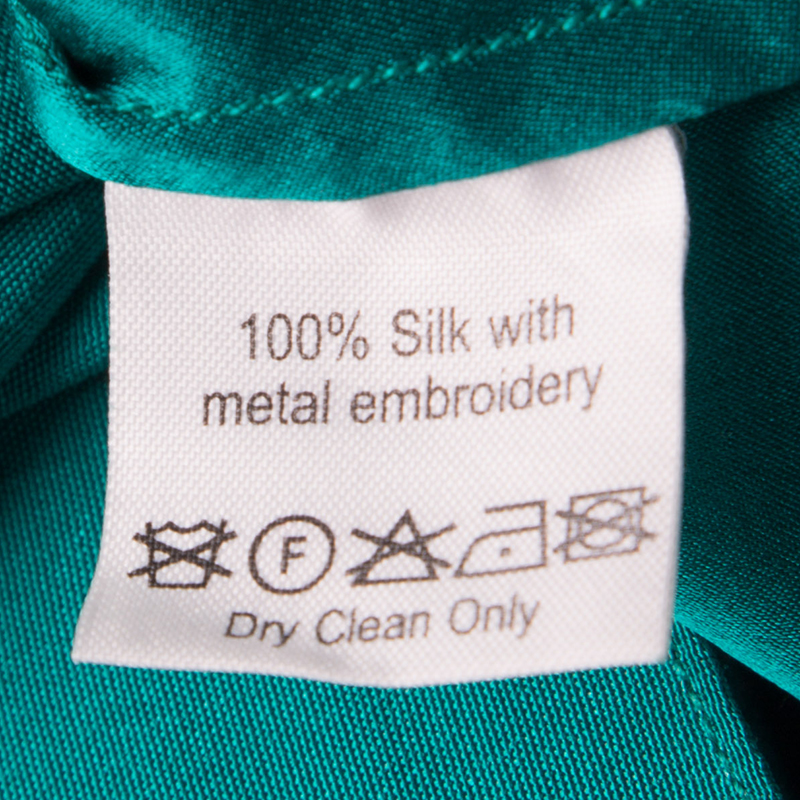 100% Silk with
metal embroidery
F
Dry Clean Only